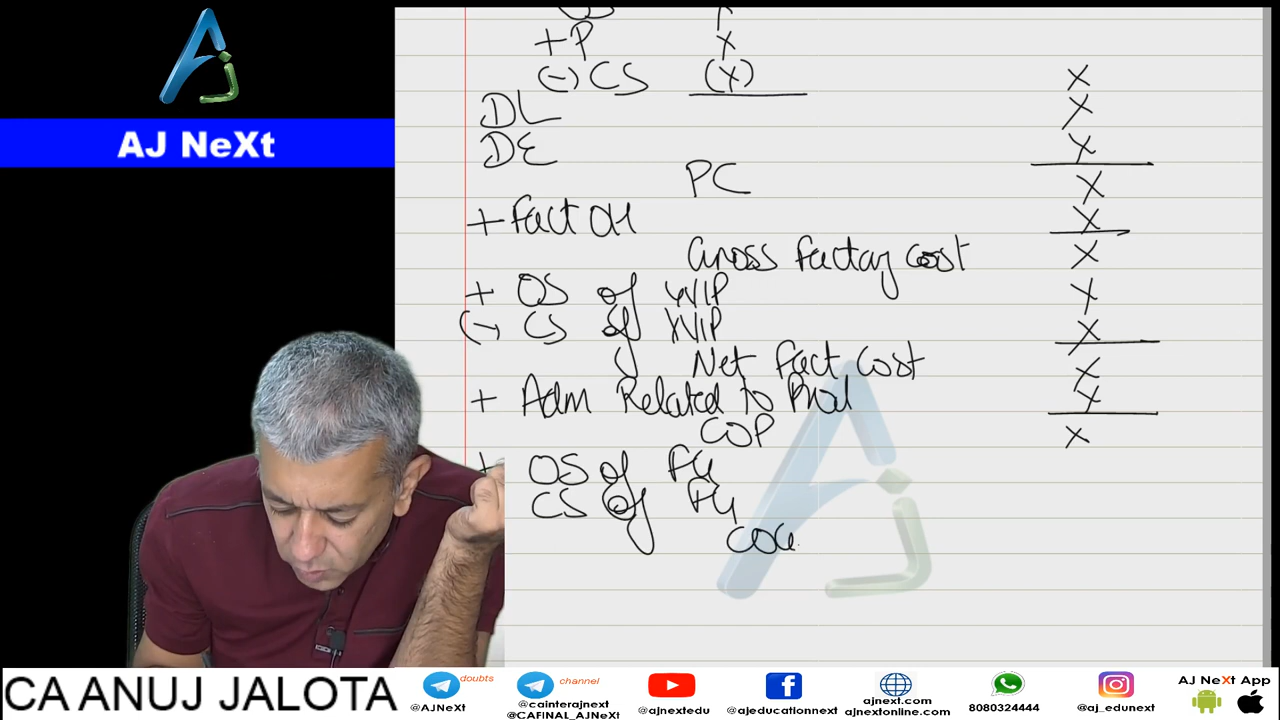 + P X
(-) CS (X) X
DL X
DE X
PC X
+ Fact OH X
Gross Factory Cost X
+ OS of WIP X
(-) CS of WIP X
Net Fact Cost X
+ Adm Related to Prod X
COP X
+ OS of FG
CS of FG
COG
AJ NeXt
CA ANUJ JALOTA
doubts
@AJNeXt
channel
@cainterajnext
@CAFINAL_AJNeXt
@ajnextedu
@ajeducationnext
ajnext.com
ajnextonline.com
8080324444
@aj_edunext
AJ NeXt App